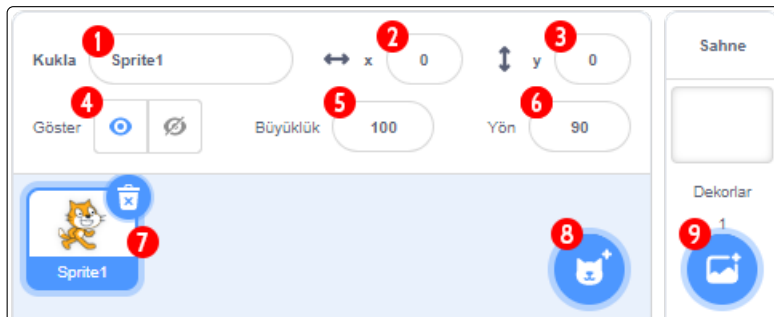 1 2 3
Kukla Sprite1 x 0 y 0 Sahne
4 5 6
Göster Büyüklük 100 Yön 90
Dekorlar
7 8 9 1
Sprite1